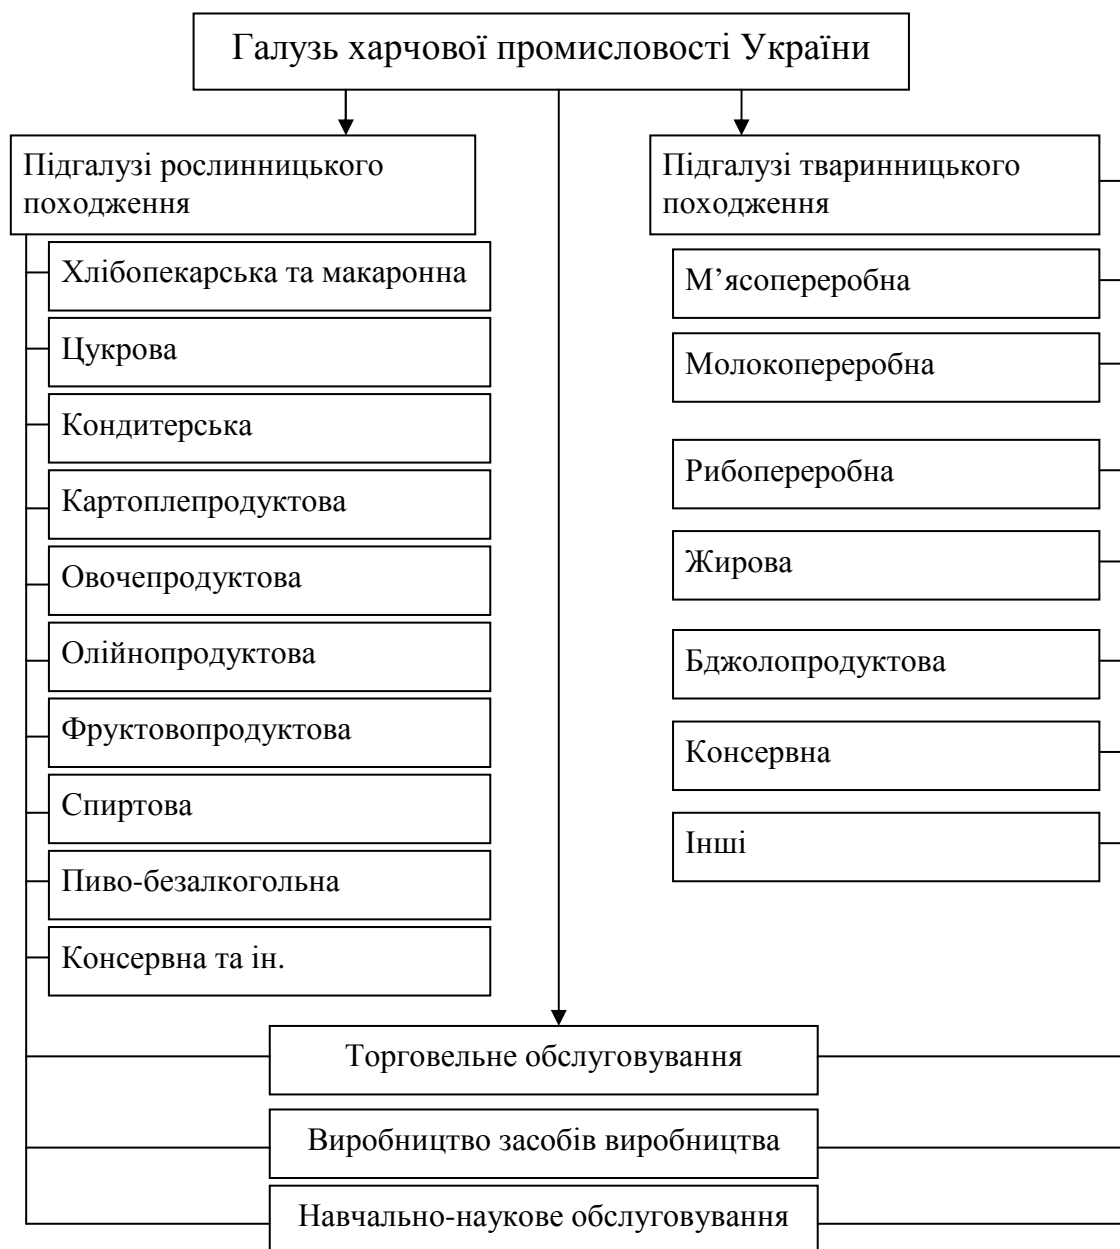 Галузь харчової промисловості України
Підгалузі рослинницького
походження
Хлібопекарська та макаронна
Цукрова
Кондитерська
Картоплепродуктова
Овочепродуктова
Олійнопродуктова
Фруктовопродуктова
Спиртова
Пиво-безалкогольна
Консервна та ін.
Підгалузі тваринницького
походження
М’ясопереробна
Молокопереробна
Рибопереробна
Жирова
Бджолопродуктова
Консервна
Інші
Торговельне обслуговування
Виробництво засобів виробництва
Навчально-наукове обслуговування